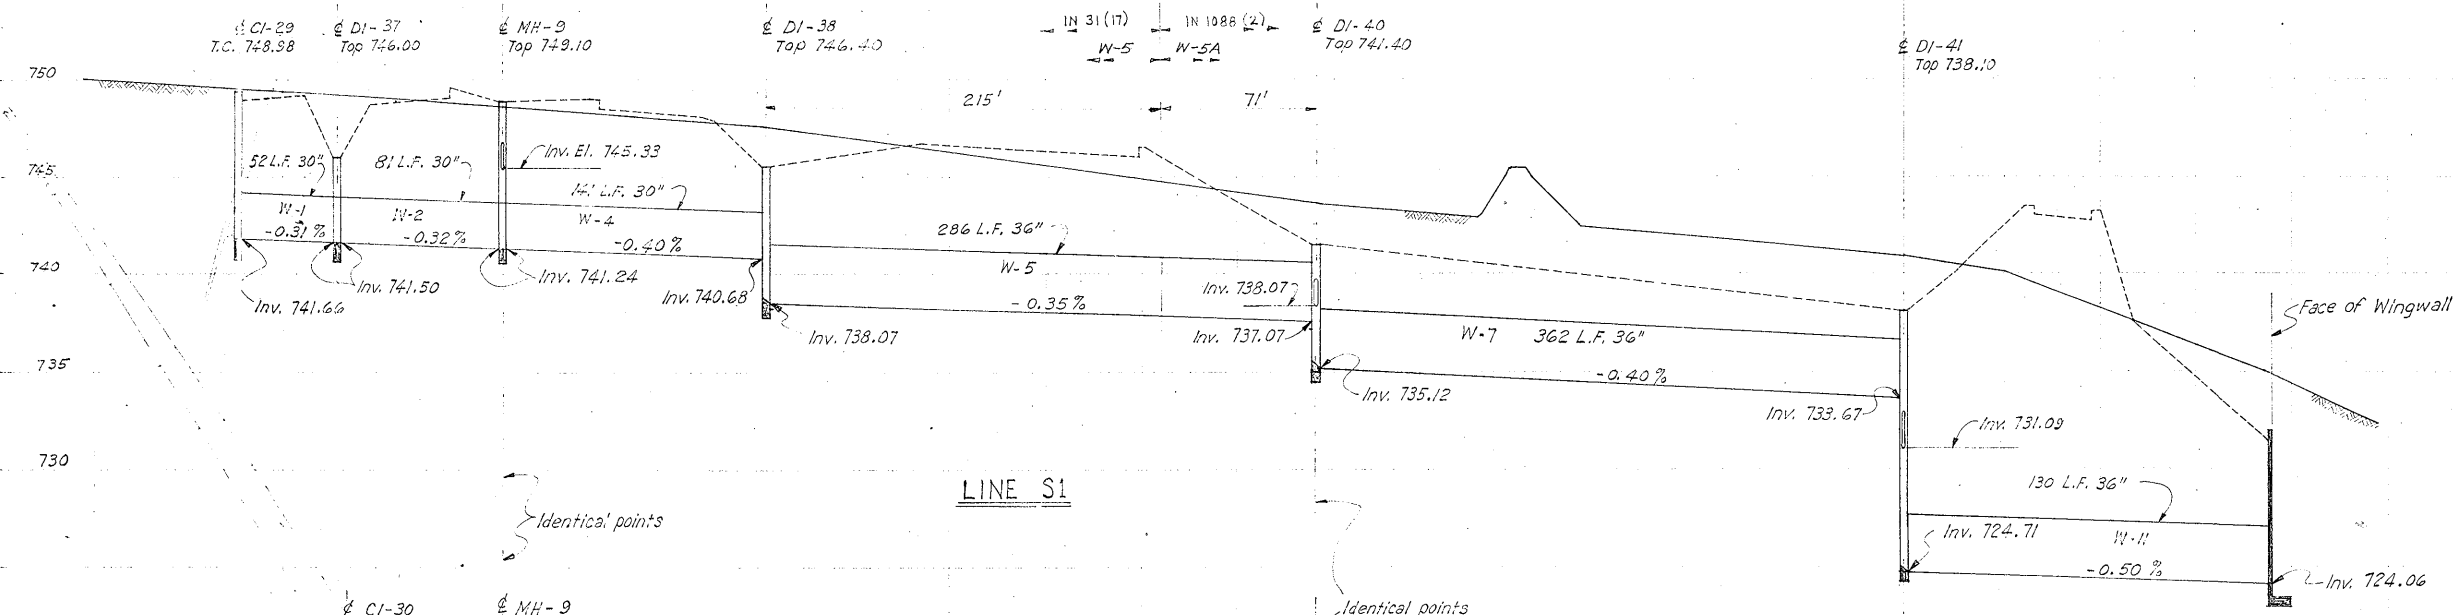 ℄ CI-29
T.C. 748.98
℄ DI-37
Top 746.00
℄ MH-9
Top 749.10
℄ DI-38
Top 746.40
IN 31(17)
IN 1088(2)
W-5
W-5A
℄ DI-40
Top 741.40
℄ DI-41
Top 738.10
750
215'
71'
745
52 L.F. 30"
81 L.F. 30"
Inv. El. 745.33
141 L.F. 30"
W-1
W-2
W-4
-0.31%
-0.32%
-0.40%
286 L.F. 36"
W-5
740
Inv. 741.66
Inv. 741.50
Inv. 741.24
Inv. 740.68
-0.35%
Inv. 738.07
Inv. 738.07
Inv. 737.07
Face of Wingwall
735
W-7 362 L.F. 36"
-0.40%
Inv. 735.12
Inv. 733.67
Inv. 731.09
730
LINE S1
130 L.F. 36"
Identical points
Inv. 724.71
W-11
-0.50%
Inv. 724.06
℄ CI-30
℄ MH-9
Identical points